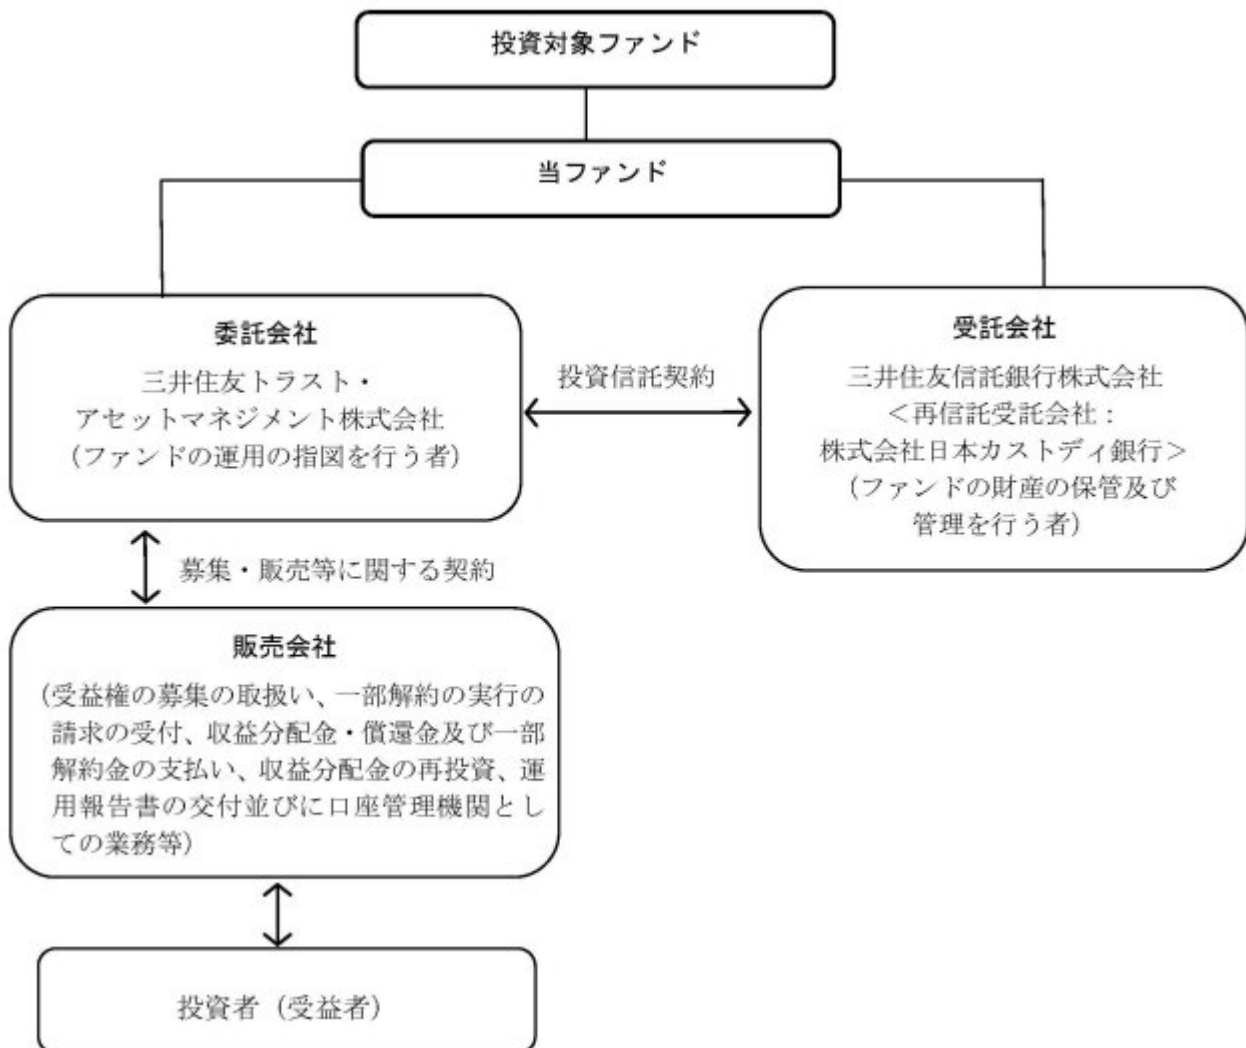 投資対象ファンド
当ファンド
委託会社
三井住友トラスト・
アセットマネジメント株式会社
（ファンドの運用の指図を行う者）
投資信託契約
受託会社
三井住友信託銀行株式会社
＜再信託受託会社：
株式会社日本カストディ銀行＞
（ファンドの財産の保管及び
管理を行う者）
募集・販売等に関する契約
販売会社
（受益権の募集の取扱い、一部解約の実行の
請求の受付、収益分配金・償還金及び一部
解約金の支払い、収益分配金の再投資、運
用報告書の交付並びに口座管理機関とし
ての業務等）
投資者（受益者）